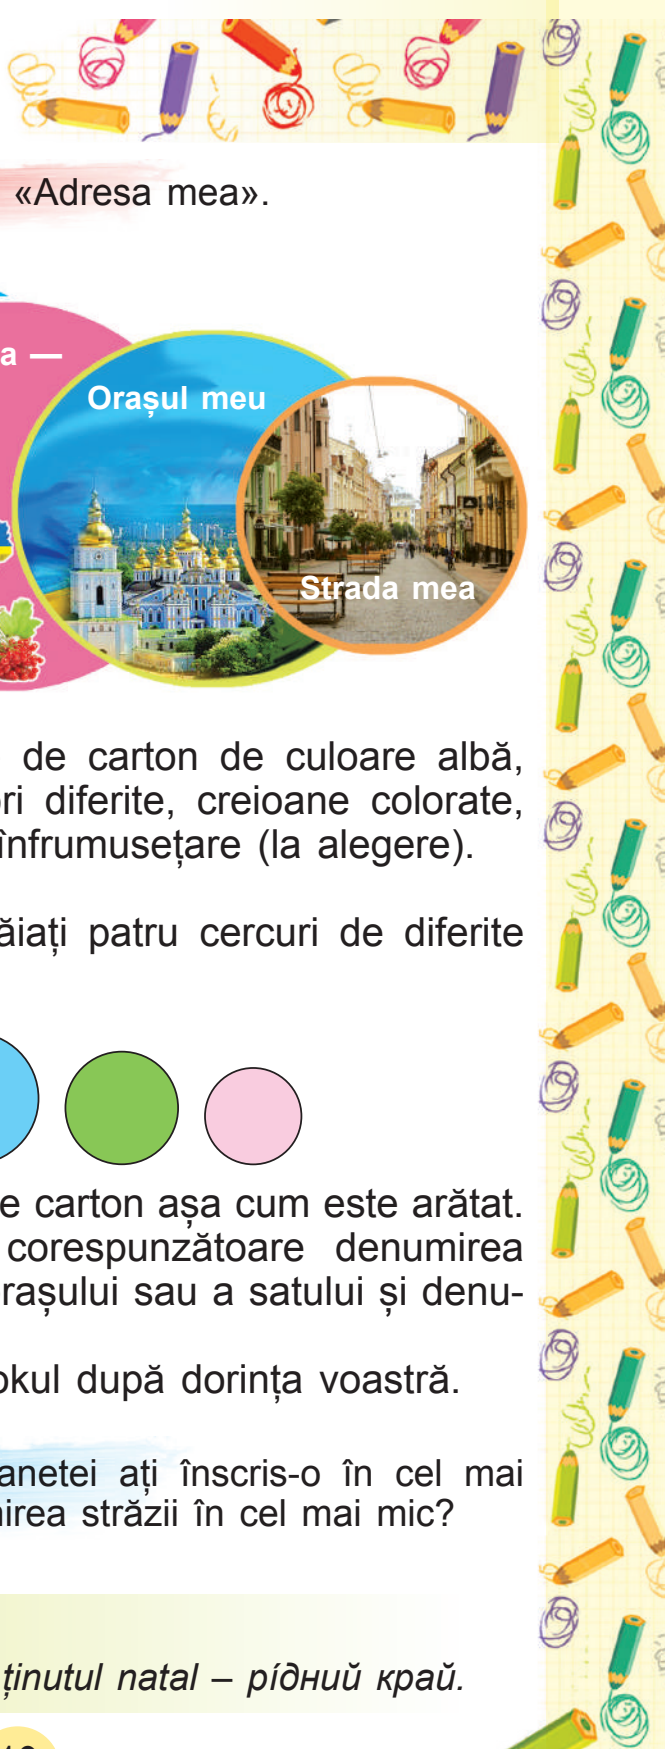 «Adresa mea».
a —
Orașul meu
Strada mea
de carton de culoare albă,
ri diferite, creioane colorate,
înfrumusețare (la alegere).
ăiați patru cercuri de diferite
e carton așa cum este arătat.
corespunzătoare denumirea
rașului sau a satului și denu-
okul după dorința voastră.
anetei ați înscris-o în cel mai
irea străzii în cel mai mic?
ținutul natal – рíдний край.